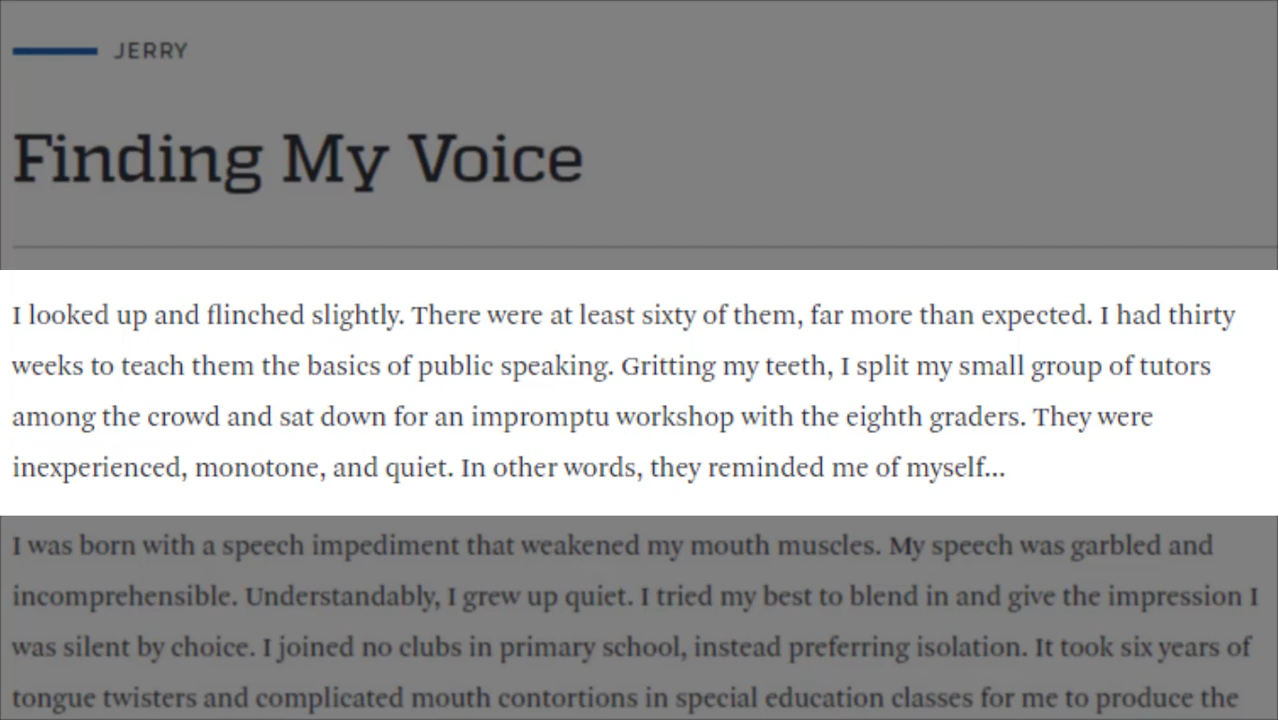 JERRY
Finding My Voice
I looked up and flinched slightly. There were at least sixty of them, far more than expected. I had thirty
weeks to teach them the basics of public speaking. Gritting my teeth, I split my small group of tutors
among the crowd and sat down for an impromptu workshop with the eighth graders. They were
inexperienced, monotone, and quiet. In other words, they reminded me of myself...
I was born with a speech impediment that weakened my mouth muscles. My speech was garbled and
incomprehensible. Understandably, I grew up quiet. I tried my best to blend in and give the impression I
was silent by choice. I joined no clubs in primary school, instead preferring isolation. It took six years of
tongue twisters and complicated mouth contortions in special education classes for me to produce the